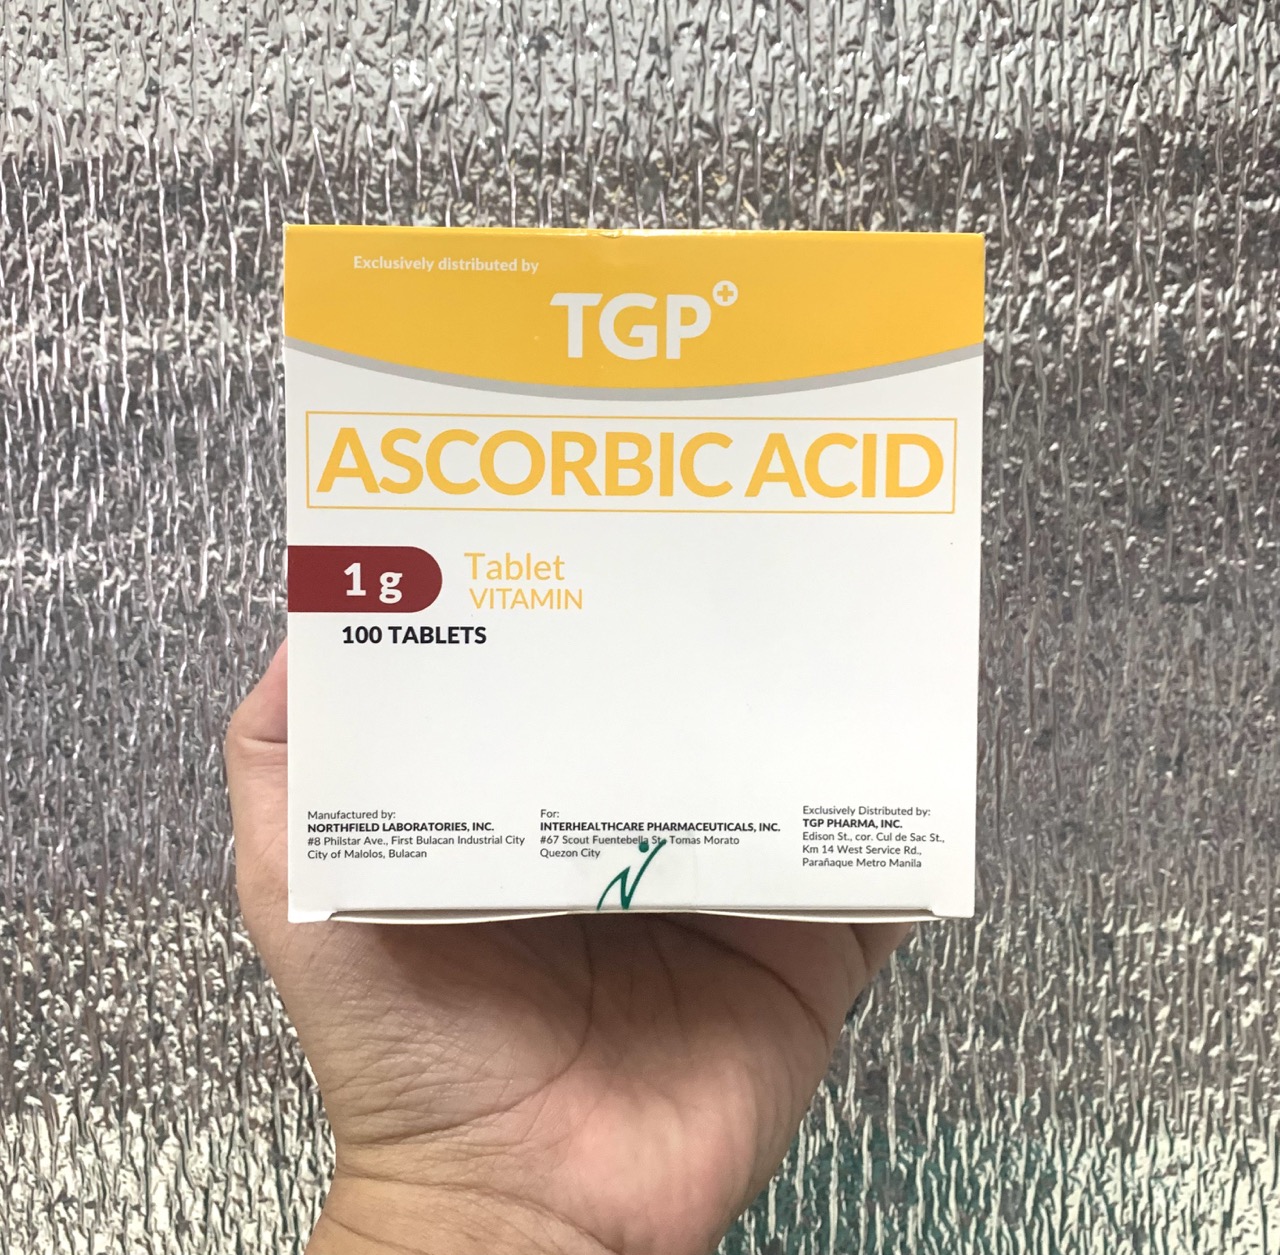 Exclusively distributed by
TGP
ASCORBIC ACID
1 g
Tablet
VITAMIN
100 TABLETS
Manufactured by:
NORTHFIELD LABORATORIES, INC.
#8 Philstar Ave., First Bulacan Industrial City
City of Malolos, Bulacan
For:
INTERHEALTHCARE PHARMACEUTICALS, INC.
#67 Scout Fuentebella St., Tomas Morato
Quezon City
Exclusively Distributed by:
TGP PHARMA, INC.
Edison St., cor. Cul de Sac St.,
Km 14 West Service Rd.,
Parañaque Metro Manila